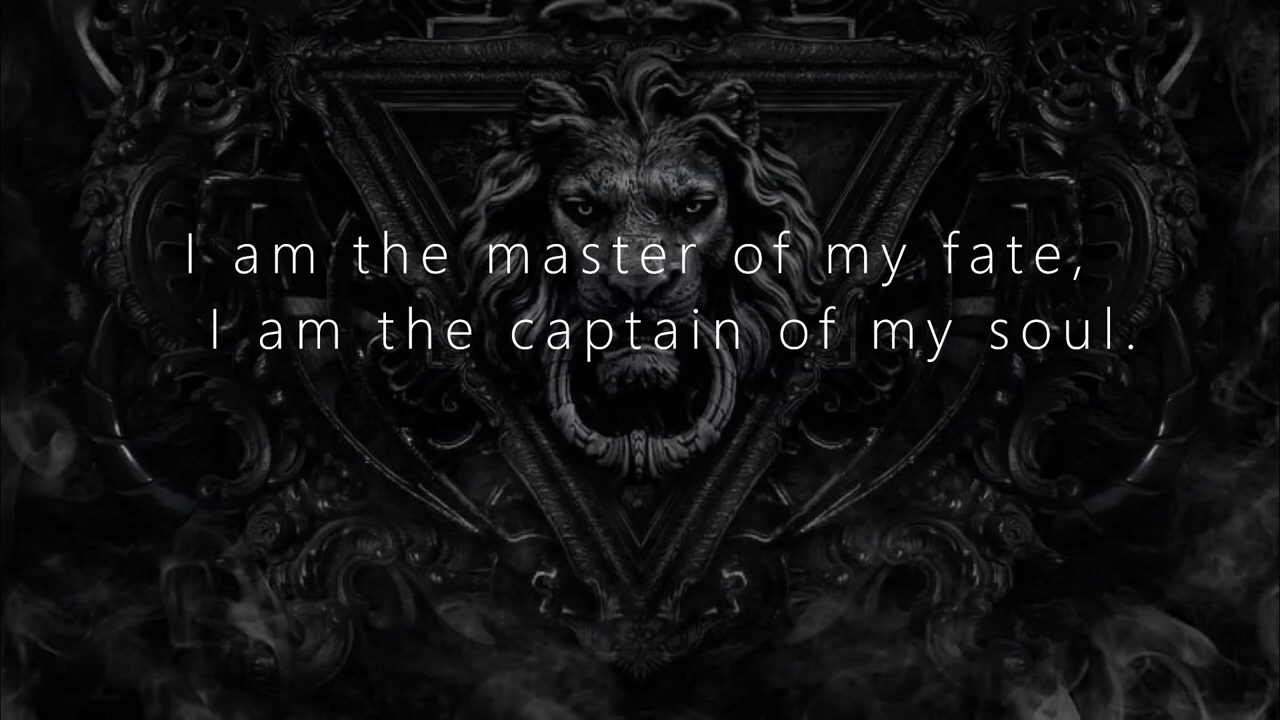 I am the master of my fate,
I am the captain of my soul.